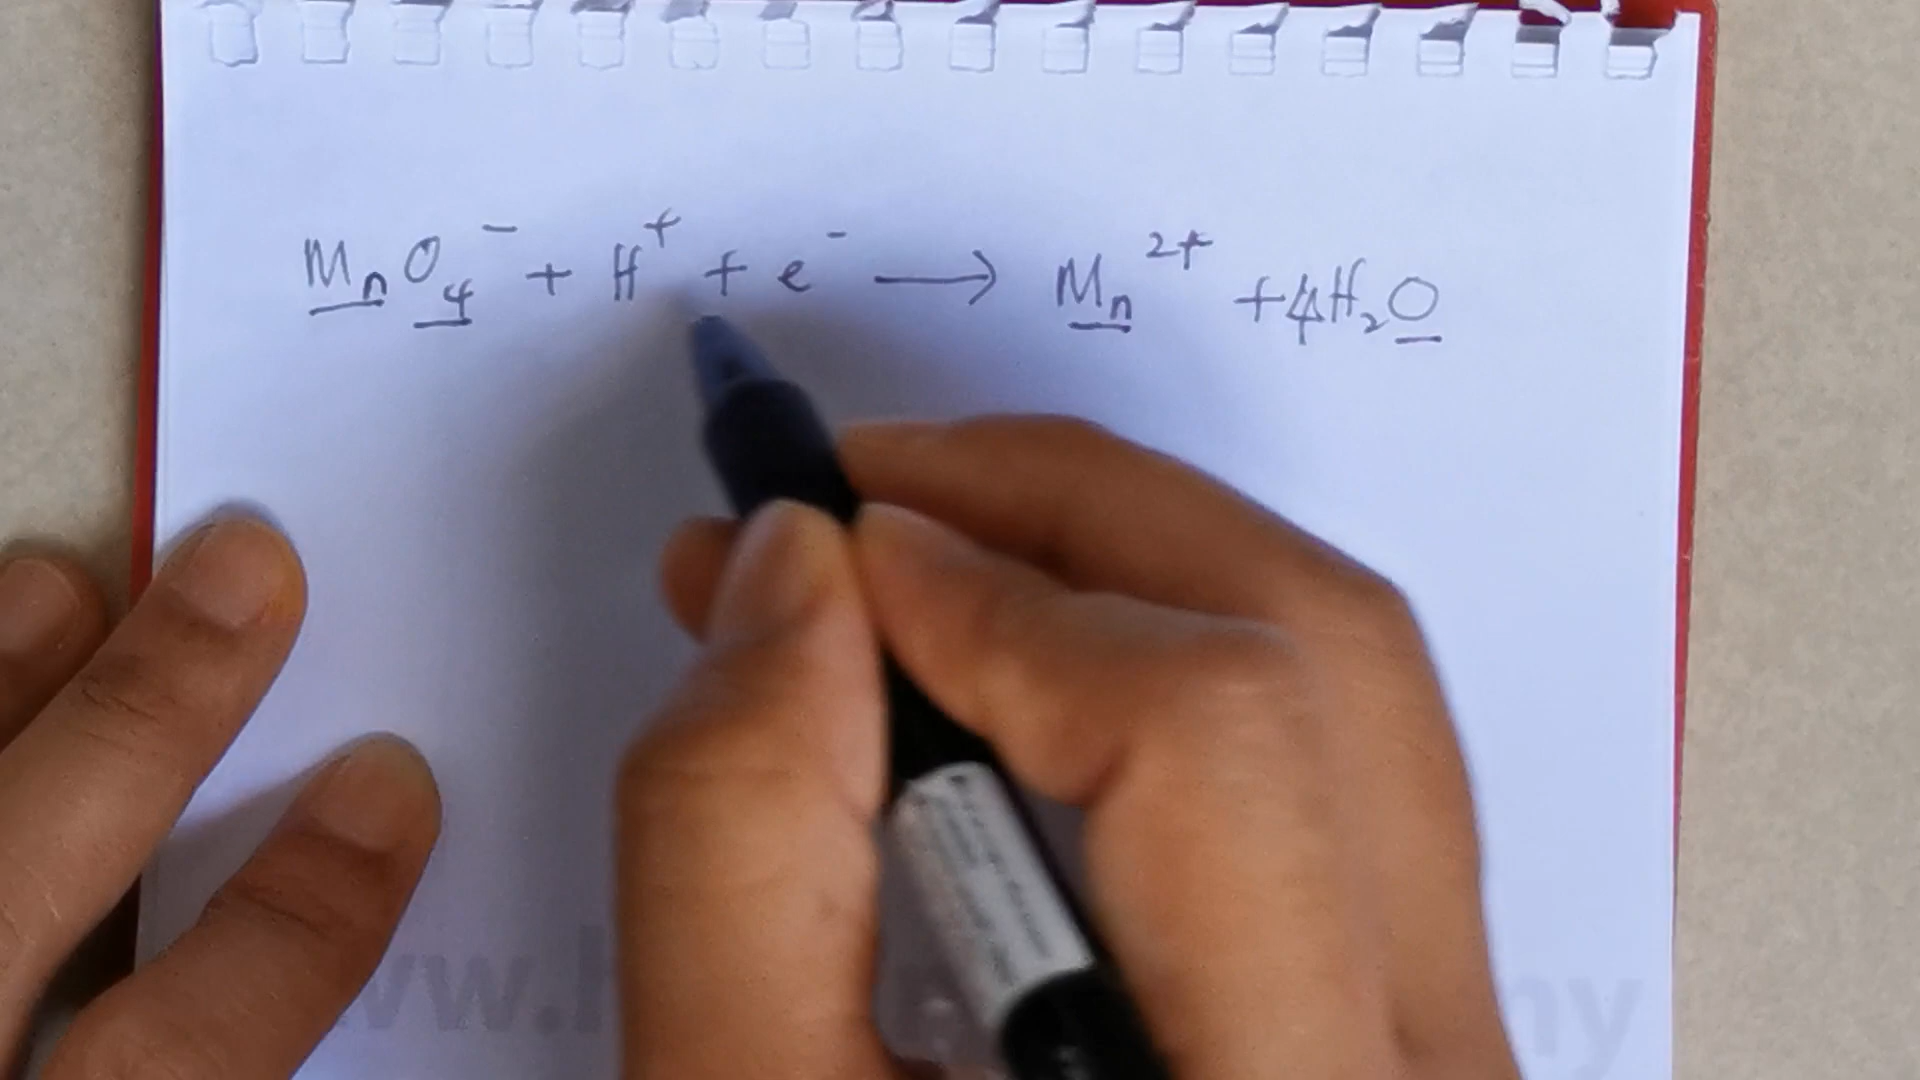 MnO₄⁻ + H⁺ + e⁻ ⟶ Mn²⁺ + 4H₂O